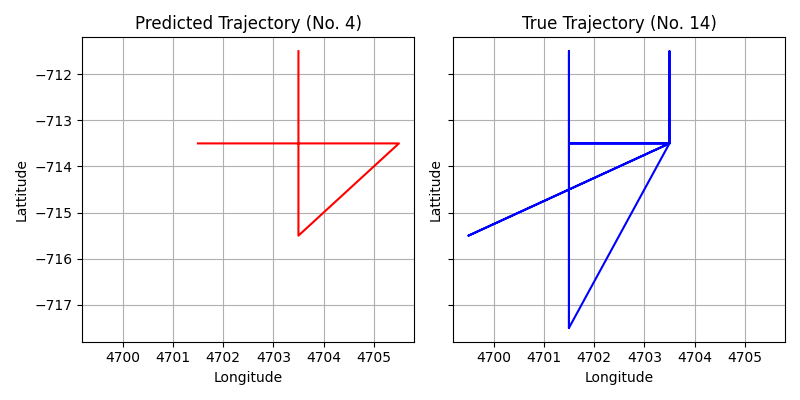 Predicted Trajectory (No. 4)
True Trajectory (No. 14)
−712
−713
−714
−715
−716
−717
Lattitude
Lattitude
4700 4701 4702 4703 4704 4705
4700 4701 4702 4703 4704 4705
Longitude
Longitude